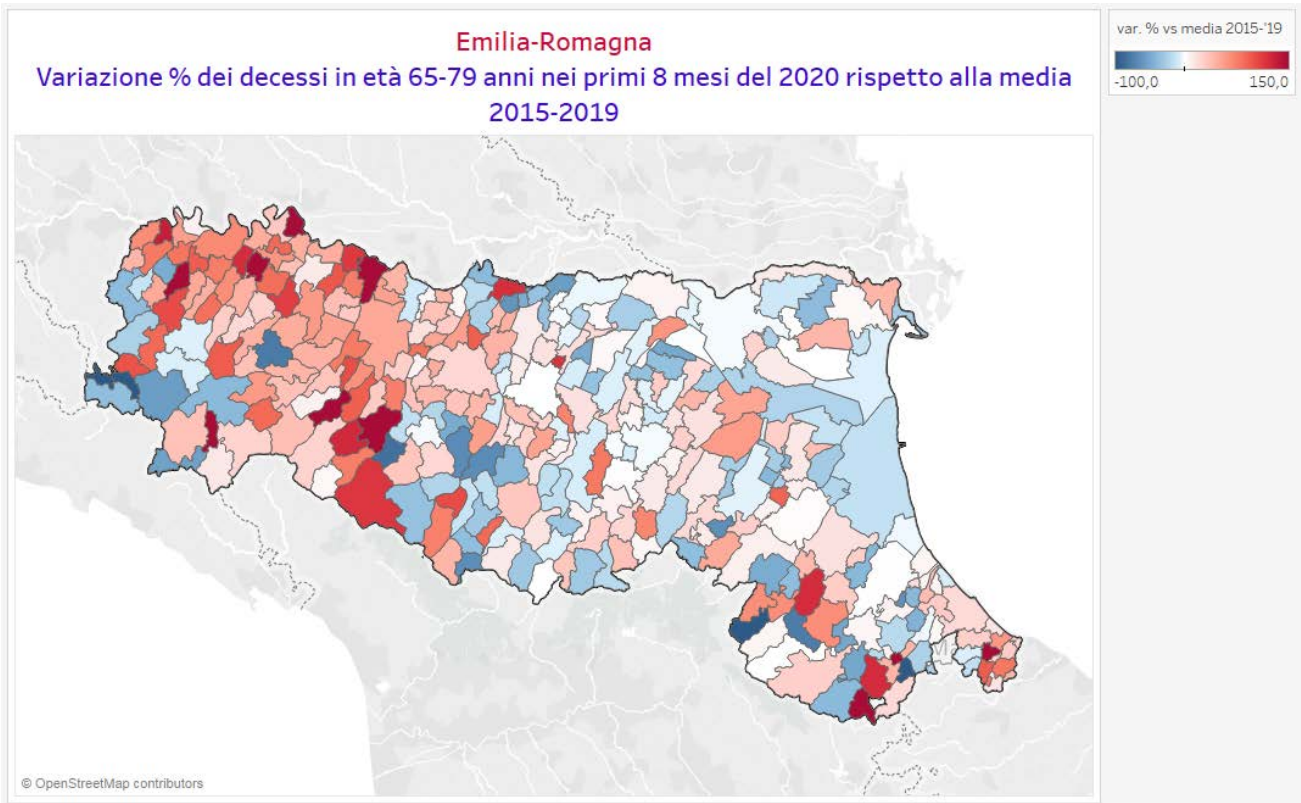 Emilia-Romagna
Variazione % dei decessi in età 65-79 anni nei primi 8 mesi del 2020 rispetto alla media
2015-2019
var. % vs media 2015-'19
-100,0 150,0
© OpenStreetMap contributors